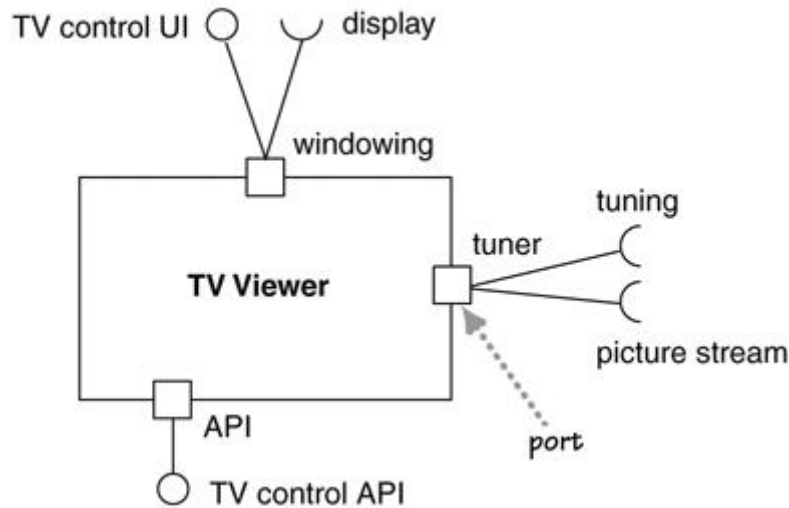 TV control UI
display
windowing
tuning
tuner
TV Viewer
picture stream
API
port
TV control API